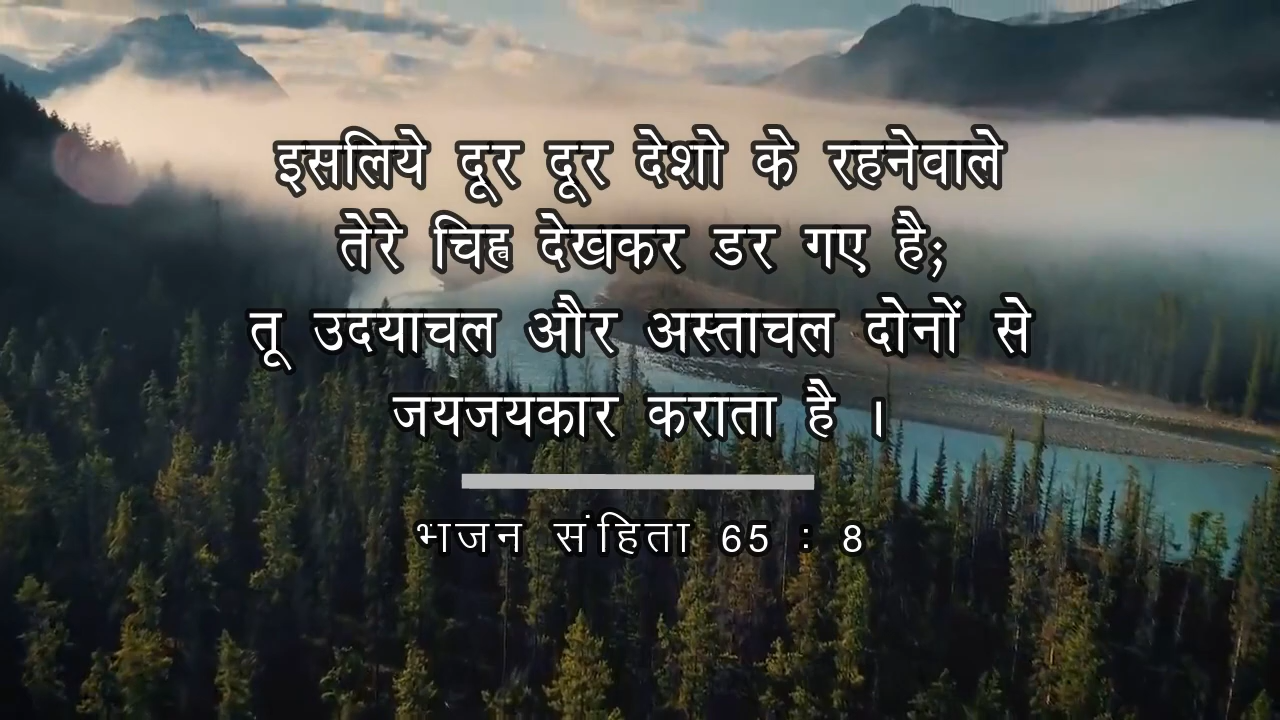 इसलिये दूर दूर देशो के रहनेवाले
तेरे चिह्व देखकर डर गए है;
तू उदयाचल और अस्ताचल दोनों से
जयजयकार कराता है ।
भजन संहिता 65 : 8